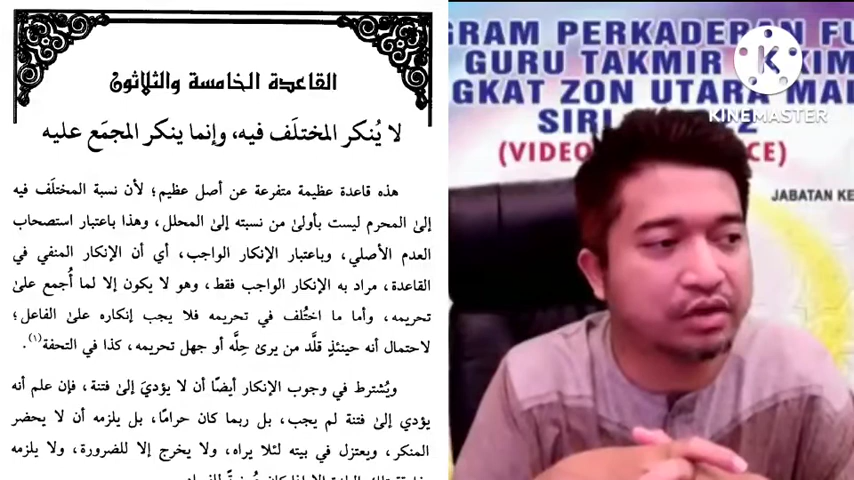 القاعدة الخامسة والثلاثون
لا يُنكر المختلَف فيه، وإنما ينكر المجمَع عليه
هذه قاعدة عظيمة متفرعة عن أصل عظيم؛ لأن نسبة المختلَف فيه
إلىٰ المحرم ليست بأولىٰ من نسبته إلىٰ المحلل، وهذا باعتبار استصحاب
العدم الأصلي، وباعتبار الإنكار الواجب، أي أن الإنكار المنفي في
القاعدة، مراد به الإنكار الواجب فقط، وهو لا يكون إلا لما أُجمع علىٰ
تحريمه، وأما ما اختُلف في تحريمه فلا يجب إنكاره علىٰ الفاعل؛
لاحتمال أنه حينئذٍ قلَّد من يرىٰ حِلَّه أو جهل تحريمه، كذا في التحفة(١).
ويُشترط في وجوب الإنكار أيضًا أن لا يؤديَ إلىٰ فتنة، فإن علم أنه
يؤدي إلىٰ فتنة لم يجب، بل ربما كان حرامًا، بل يلزمه أن لا يحضر
المنكر، ويعتزل في بيته لئلا يراه، ولا يخرج إلا للضرورة، ولا يلزمه
GRAM PERKADERAN FU
GURU TAKMIR
KIM
GKAT ZON UTARA MA
SIRI
(VIDEO
CE)
JABATAN KE
K
KINEMASTER